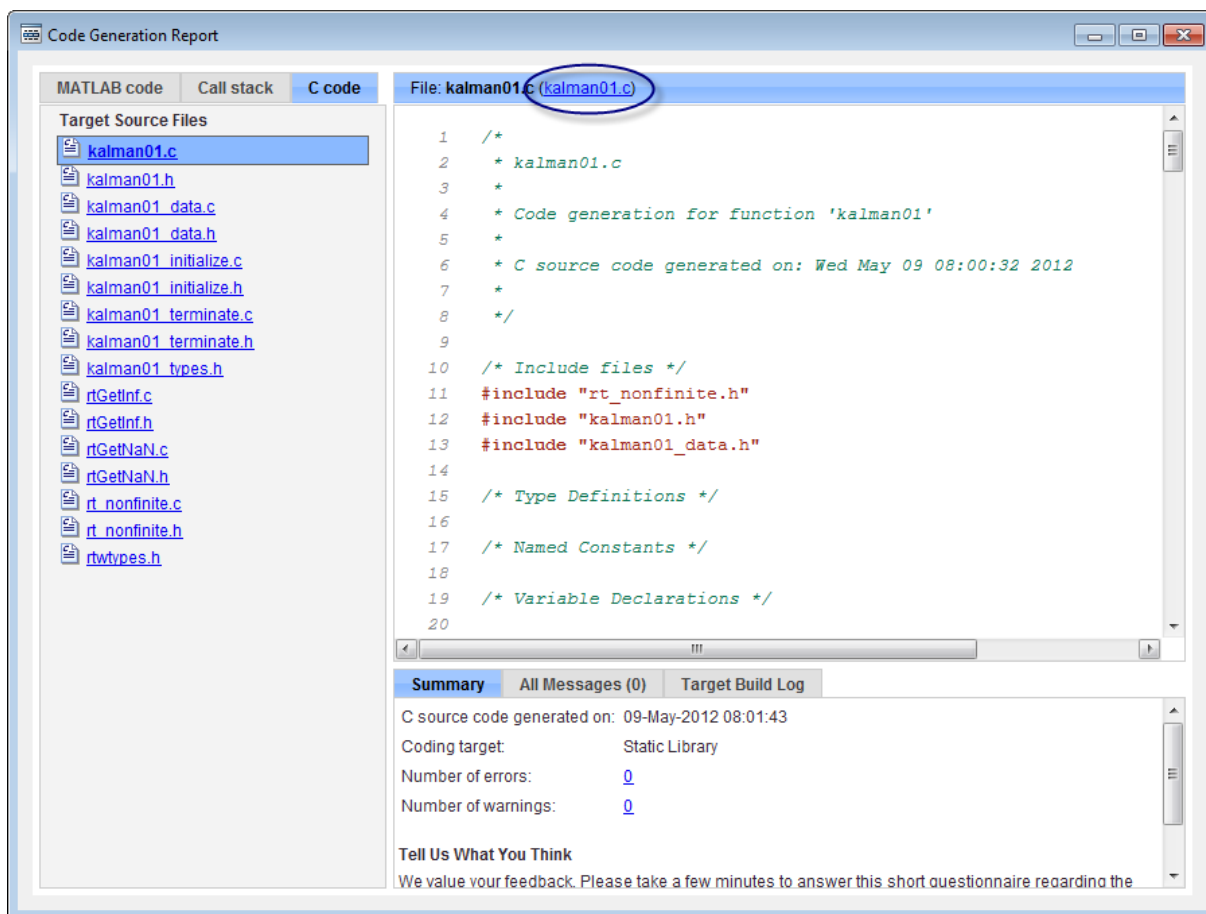 Code Generation Report
MATLAB code Call stack C code
Target Source Files
kalman01.c
kalman01.h
kalman01_data.c
kalman01_data.h
kalman01_initialize.c
kalman01_initialize.h
kalman01_terminate.c
kalman01_terminate.h
kalman01_types.h
rtGetInf.c
rtGetInf.h
rtGetNaN.c
rtGetNaN.h
rt_nonfinite.c
rt_nonfinite.h
rtwtypes.h
File: kalman01.c (kalman01.c)
1 /*
2 * kalman01.c
3 *
4 * Code generation for function 'kalman01'
5 *
6 * C source code generated on: Wed May 09 08:00:32 2012
7 *
8 */
9
10 /* Include files */
11 #include "rt_nonfinite.h"
12 #include "kalman01.h"
13 #include "kalman01_data.h"
14
15 /* Type Definitions */
16
17 /* Named Constants */
18
19 /* Variable Declarations */
20
Summary All Messages (0) Target Build Log
C source code generated on: 09-May-2012 08:01:43
Coding target: Static Library
Number of errors: 0
Number of warnings: 0
Tell Us What You Think
We value your feedback. Please take a few minutes to answer this short questionnaire regarding the